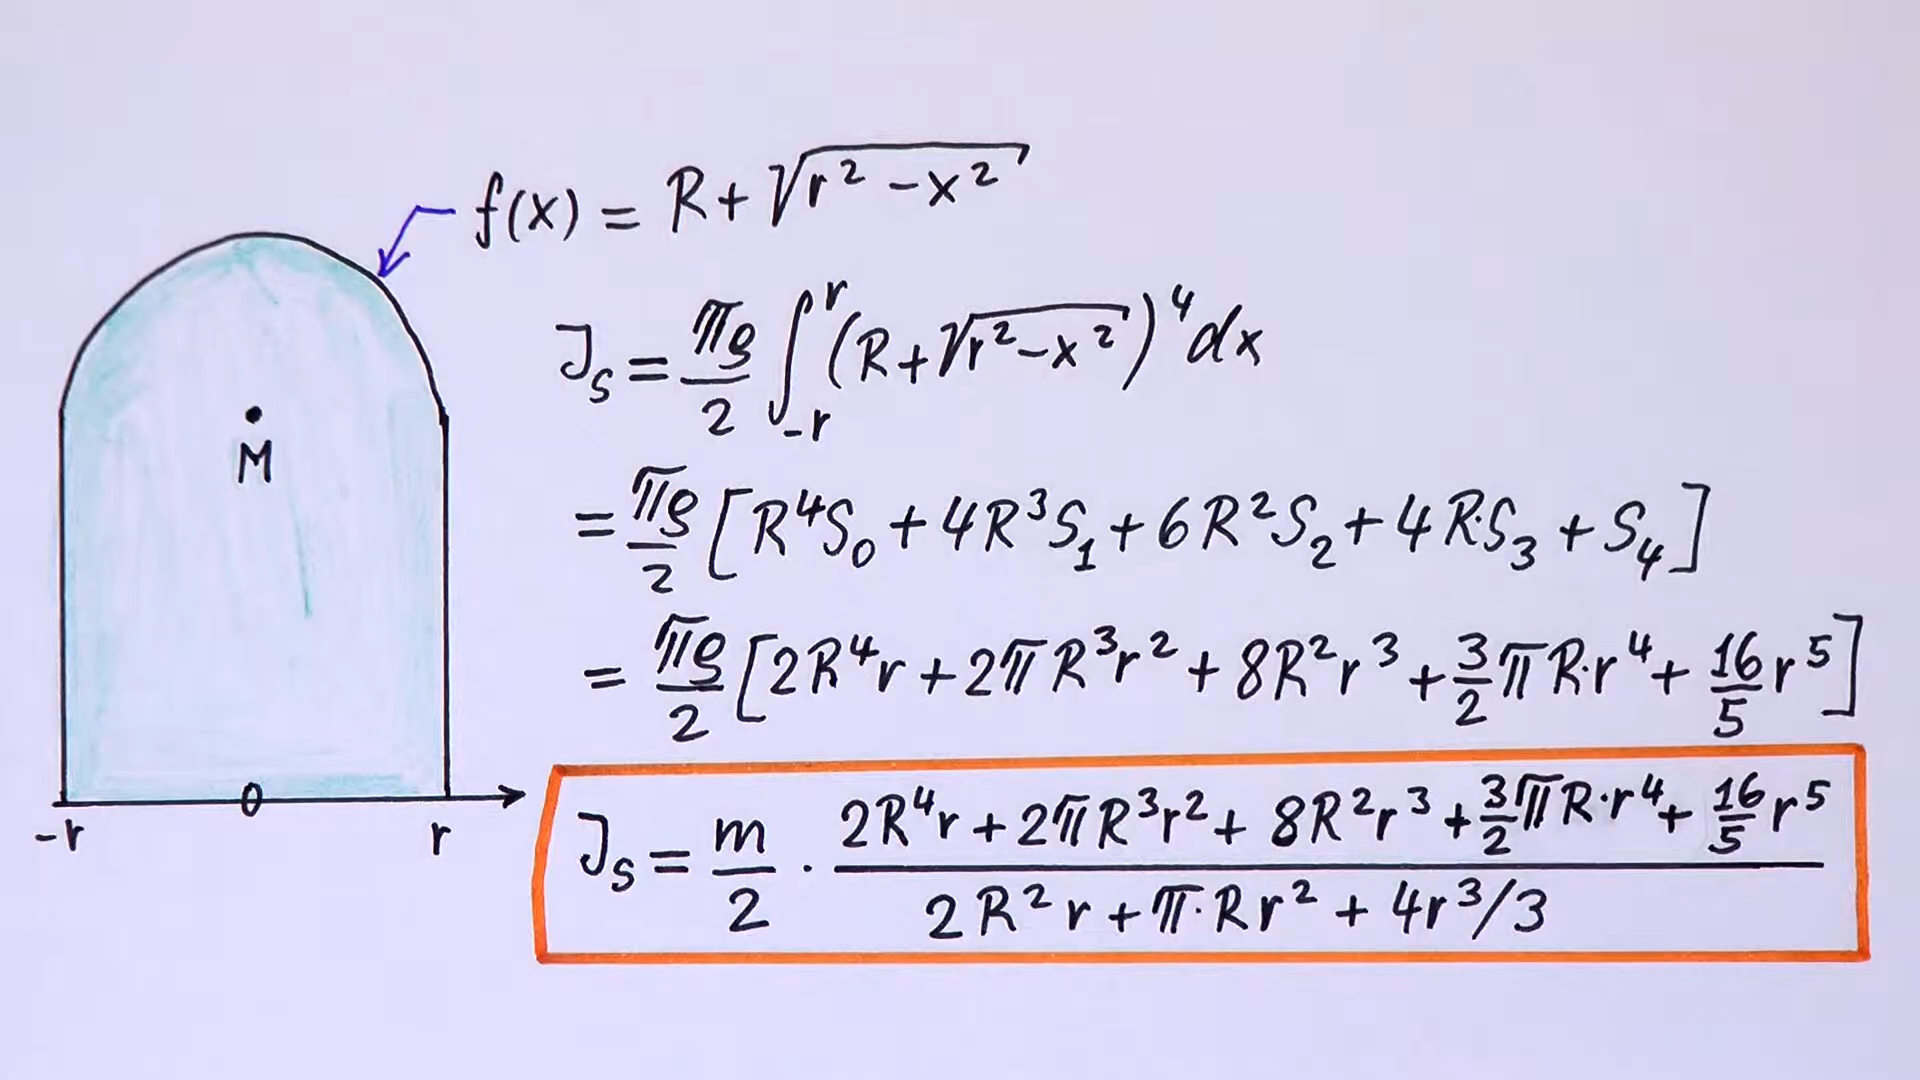 f(x) = R + √(r² - x²)
J_S = πρ/2 ∫_{-r}^{r} (R + √(r² - x²))⁴ dx
= πρ/2 [R⁴S₀ + 4R³S₁ + 6R²S₂ + 4R·S₃ + S₄]
= πρ/2 [2R⁴r + 2πR³r² + 8R²r³ + 3/2 πR·r⁴ + 16/5 r⁵]
J_S = m/2 · (2R⁴r + 2πR³r² + 8R²r³ + 3/2 πR·r⁴ + 16/5 r⁵)/(2R²r + π·Rr² + 4r³/3)
M
0
-r
r